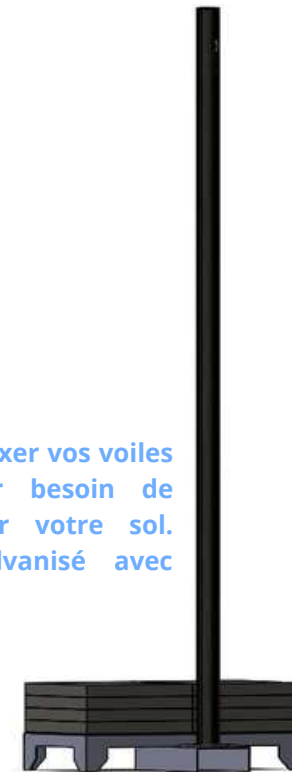 xer vos voiles
r besoin de
r votre sol.
lvanisé avec